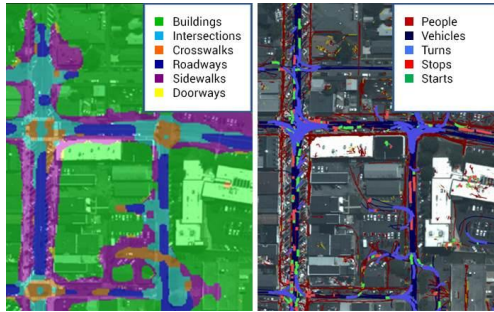 Buildings
Intersections
Crosswalks
Roadways
Sidewalks
Doorways
People
Vehicles
Turns
Stops
Starts